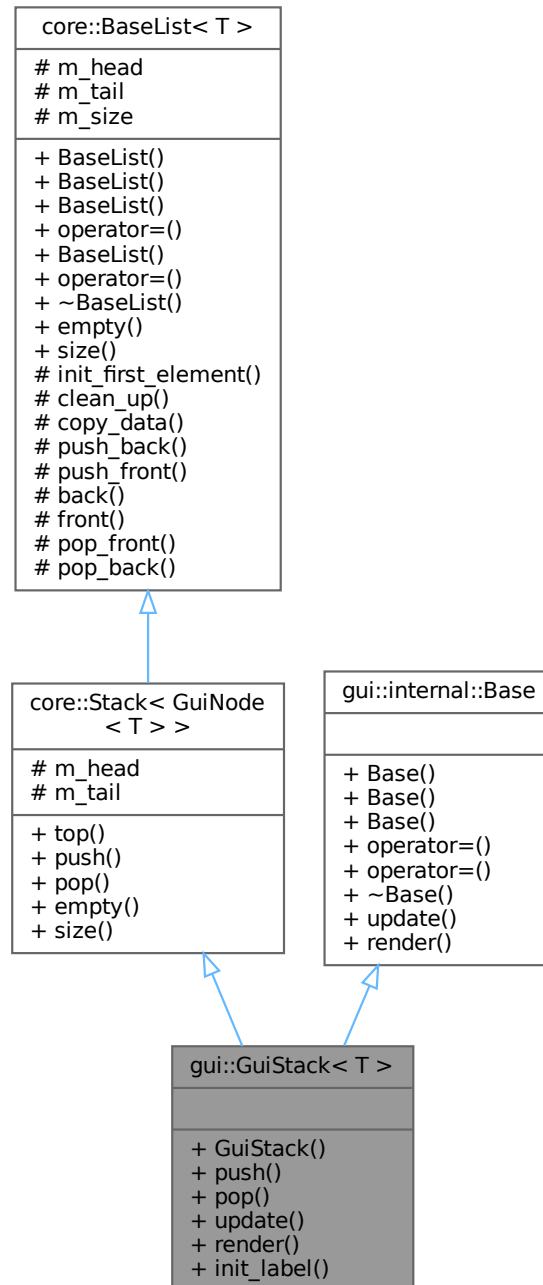 core::BaseList< T >
# m_head
# m_tail
# m_size
+ BaseList()
+ BaseList()
+ BaseList()
+ operator=()
+ BaseList()
+ operator=()
+ ~BaseList()
+ empty()
+ size()
# init_first_element()
# clean_up()
# copy_data()
# push_back()
# push_front()
# back()
# front()
# pop_front()
# pop_back()
core::Stack< GuiNode
< T > >
# m_head
# m_tail
+ top()
+ push()
+ pop()
+ empty()
+ size()
gui::internal::Base
+ Base()
+ Base()
+ Base()
+ operator=()
+ operator=()
+ ~Base()
+ update()
+ render()
gui::GuiStack< T >
+ GuiStack()
+ push()
+ pop()
+ update()
+ render()
+ init_label()